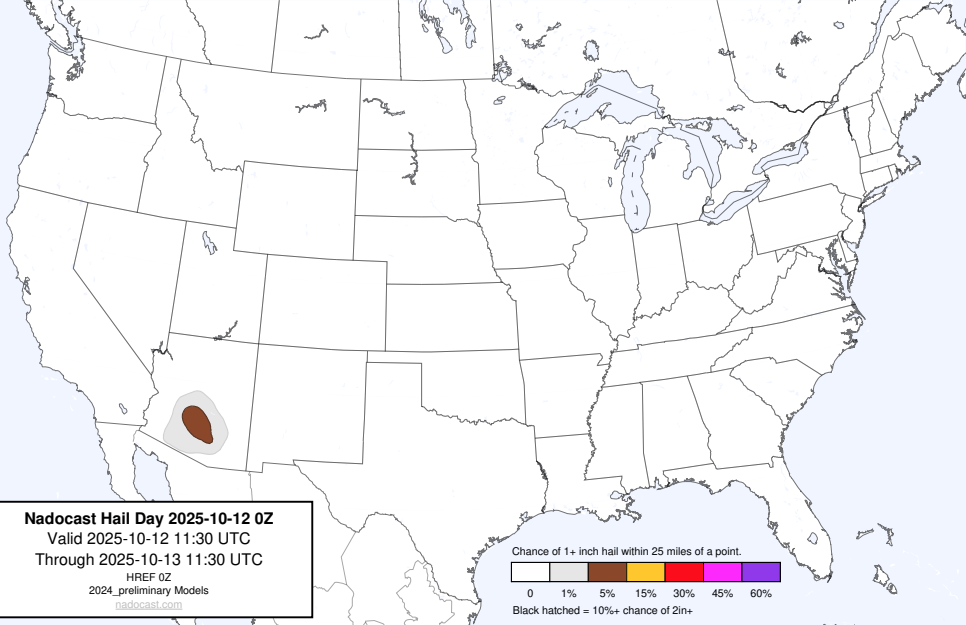 Nadocast Hail Day 2025-10-12 0Z
Valid 2025-10-12 11:30 UTC
Through 2025-10-13 11:30 UTC
HREF 0Z
2024_preliminary Models
nadocast.com
Chance of 1+ inch hail within 25 miles of a point.
0 1% 5% 15% 30% 45% 60%
Black hatched = 10%+ chance of 2in+